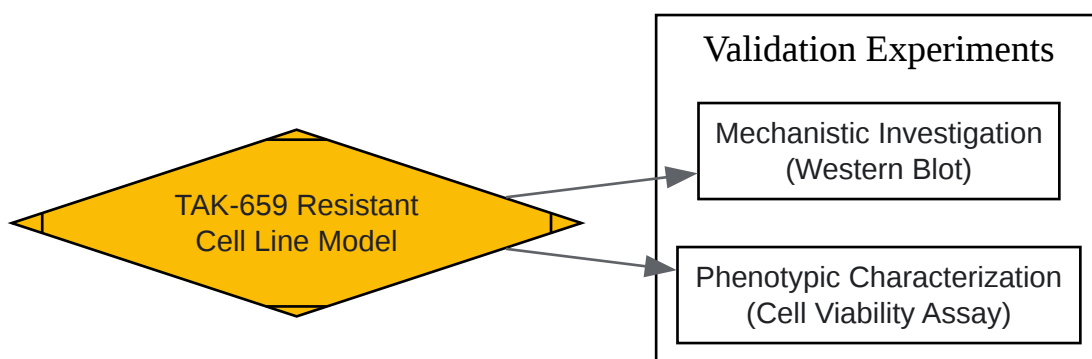 Validation Experiments
Mechanistic Investigation
(Western Blot)
TAK-659 Resistant
Cell Line Model
Phenotypic Characterization
(Cell Viability Assay)